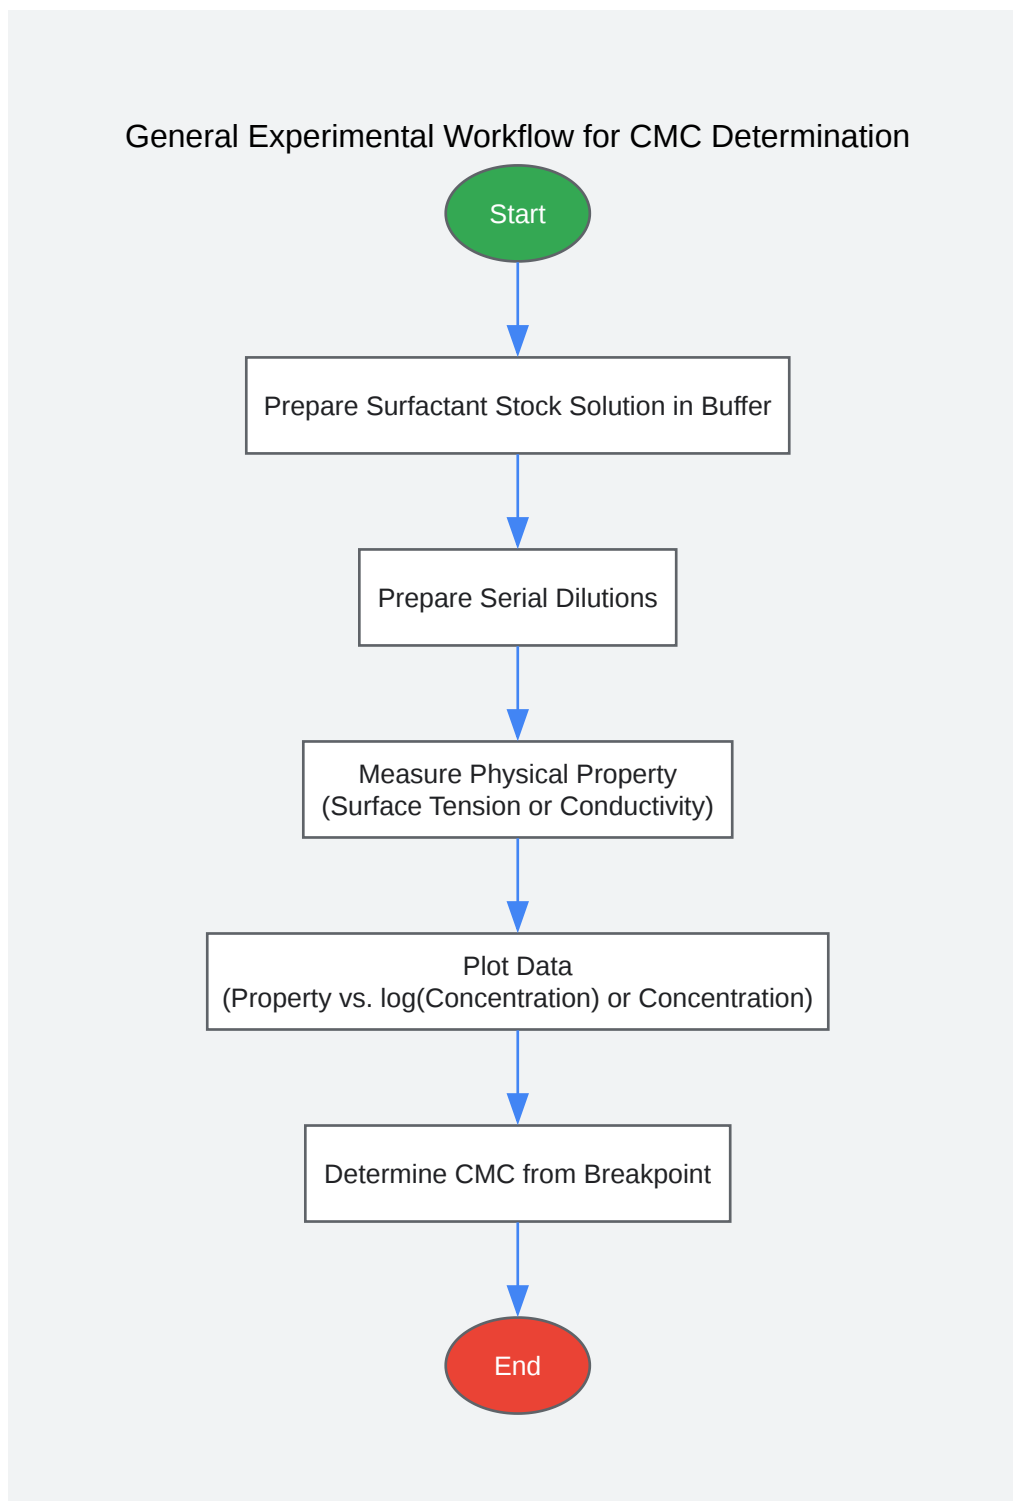 General Experimental Workflow for CMC Determination
Start
Prepare Surfactant Stock Solution in Buffer
Prepare Serial Dilutions
Measure Physical Property
(Surface Tension or Conductivity)
Plot Data
(Property vs. log(Concentration) or Concentration)
Determine CMC from Breakpoint
End